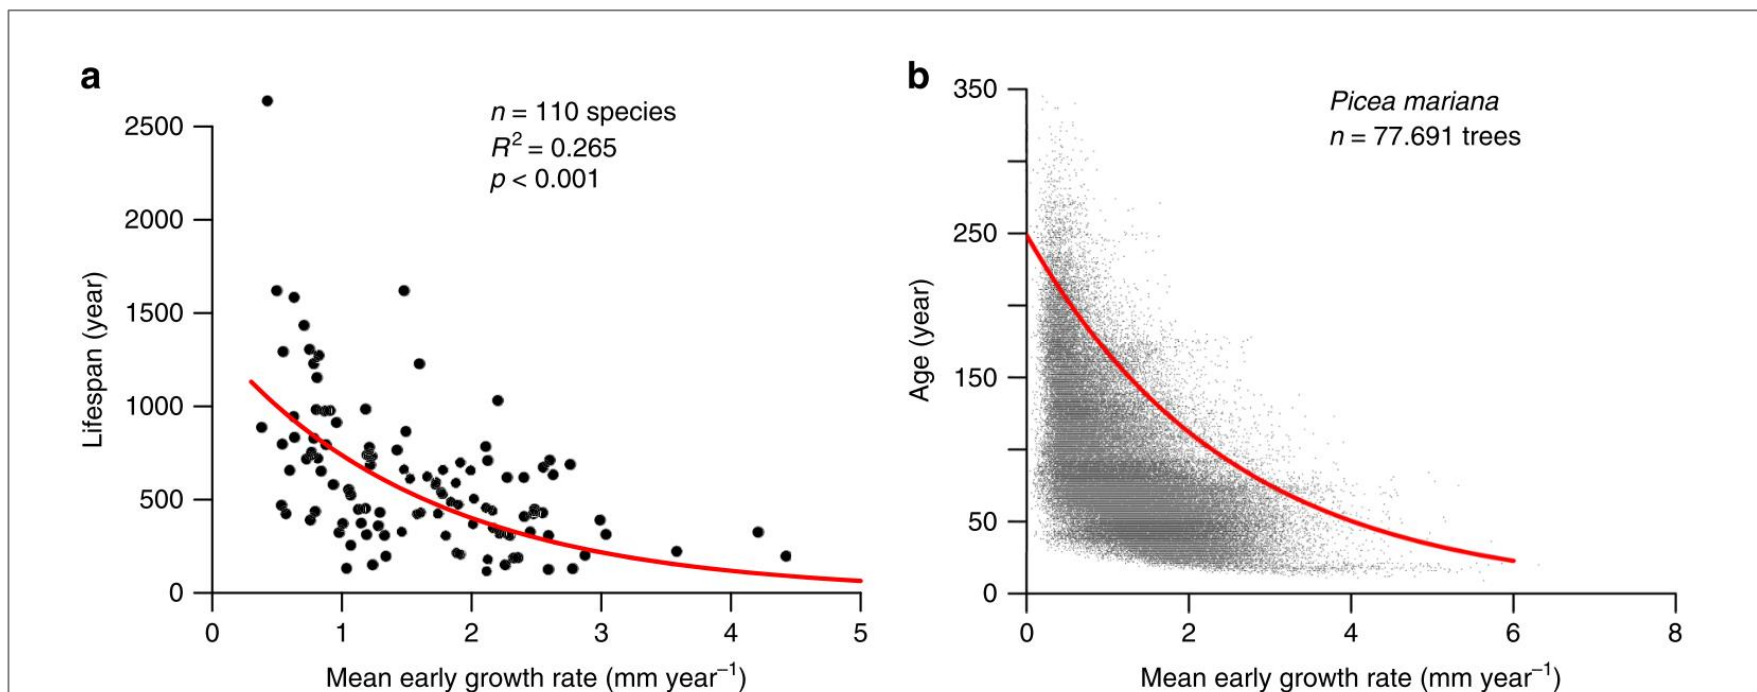 a
n = 110 species
R² = 0.265
p < 0.001
2500
2000
1500
1000
500
0
Lifespan (year)
0 1 2 3 4 5
Mean early growth rate (mm year⁻¹)
b
Picea mariana
n = 77.691 trees
350
250
150
50
0
Age (year)
0 2 4 6 8
Mean early growth rate (mm year⁻¹)